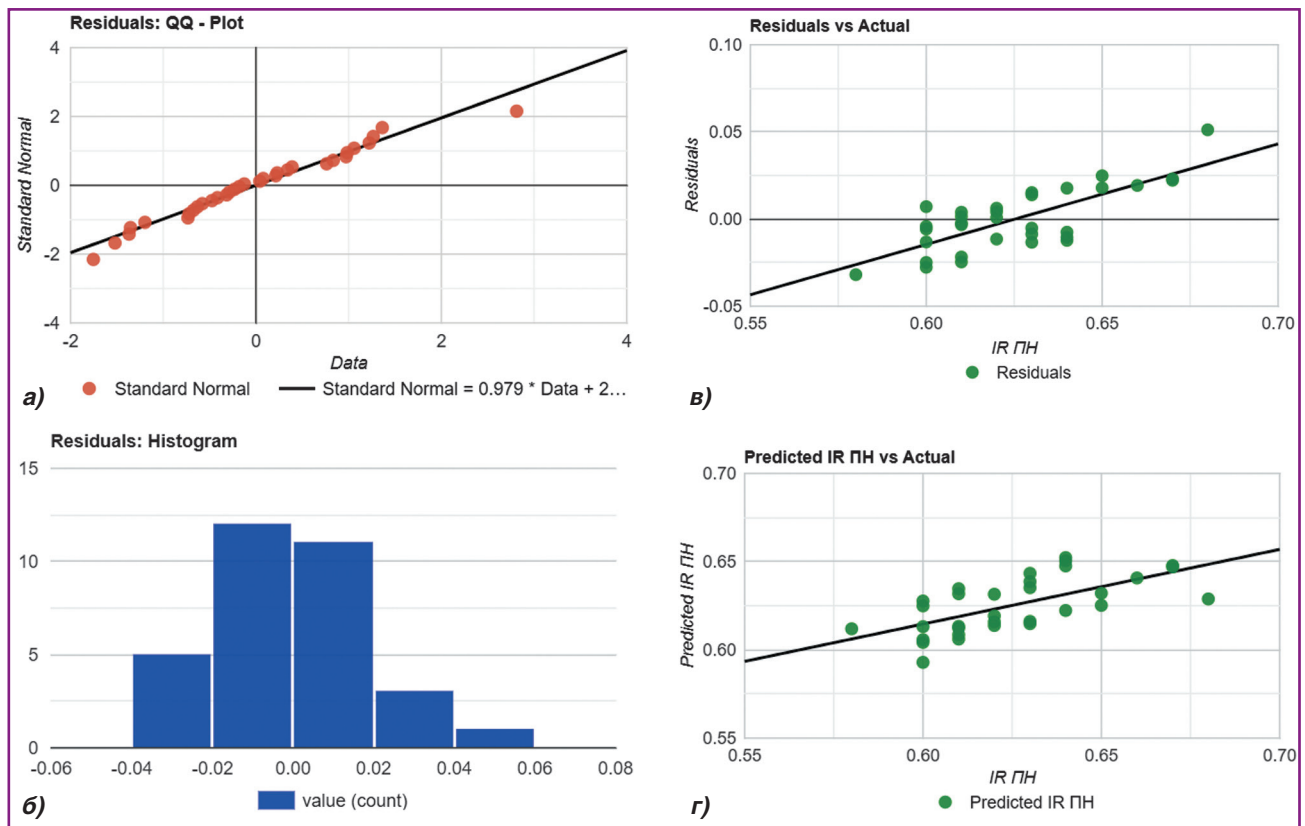 Residuals: QQ - Plot
4
2
0
-2
-4
Standard Normal
-2
0
2
4
Data
Standard Normal
Standard Normal = 0.979 * Data + 2…
а)
Residuals: Histogram
15
10
5
0
-0.06
-0.04
-0.02
0.00
0.02
0.04
0.06
0.08
value (count)
б)
Residuals vs Actual
0.10
0.05
0.00
-0.05
Residuals
0.55
0.60
0.65
0.70
IR ПН
Residuals
в)
Predicted IR ПН vs Actual
0.70
0.65
0.60
0.55
Predicted IR ПН
0.55
0.60
0.65
0.70
IR ПН
Predicted IR ПН
г)